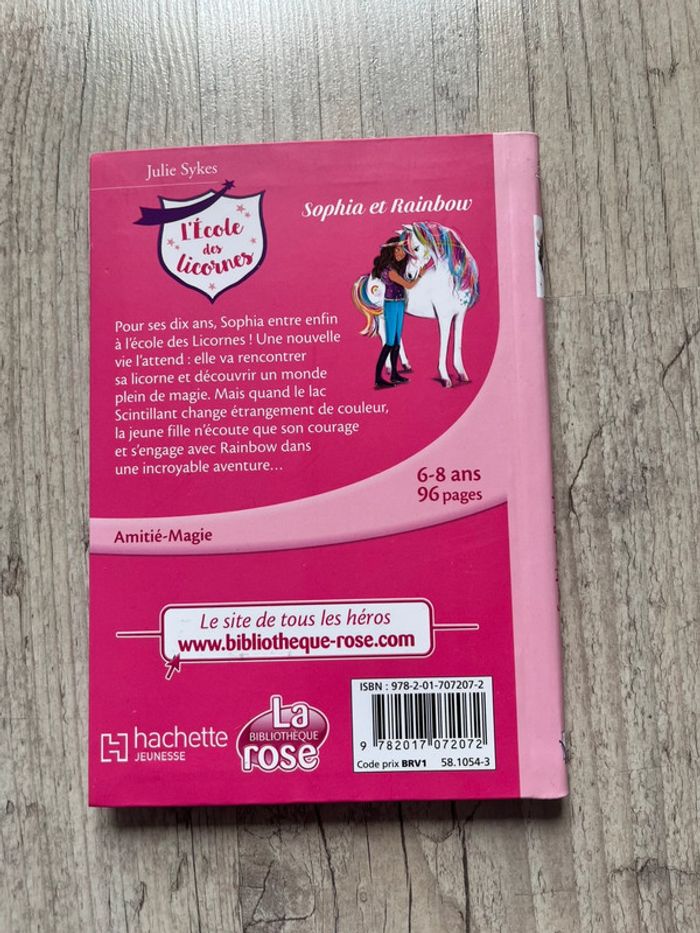 Julie Sykes
L'École
des
licornes
Sophia et Rainbow
Pour ses dix ans, Sophia entre enfin
à l'école des Licornes ! Une nouvelle
vie l'attend : elle va rencontrer
sa licorne et découvrir un monde
plein de magie. Mais quand le lac
Scintillant change étrangement de couleur,
la jeune fille n'écoute que son courage
et s'engage avec Rainbow dans
une incroyable aventure...
6-8 ans
96 pages
Amitié-Magie
Le site de tous les héros
www.bibliotheque-rose.com
hachette
JEUNESSE
La
BIBLIOTHÈQUE
rose
ISBN : 978-2-01-707207-2
9 782017 072072
Code prix BRV1 58.1054-3